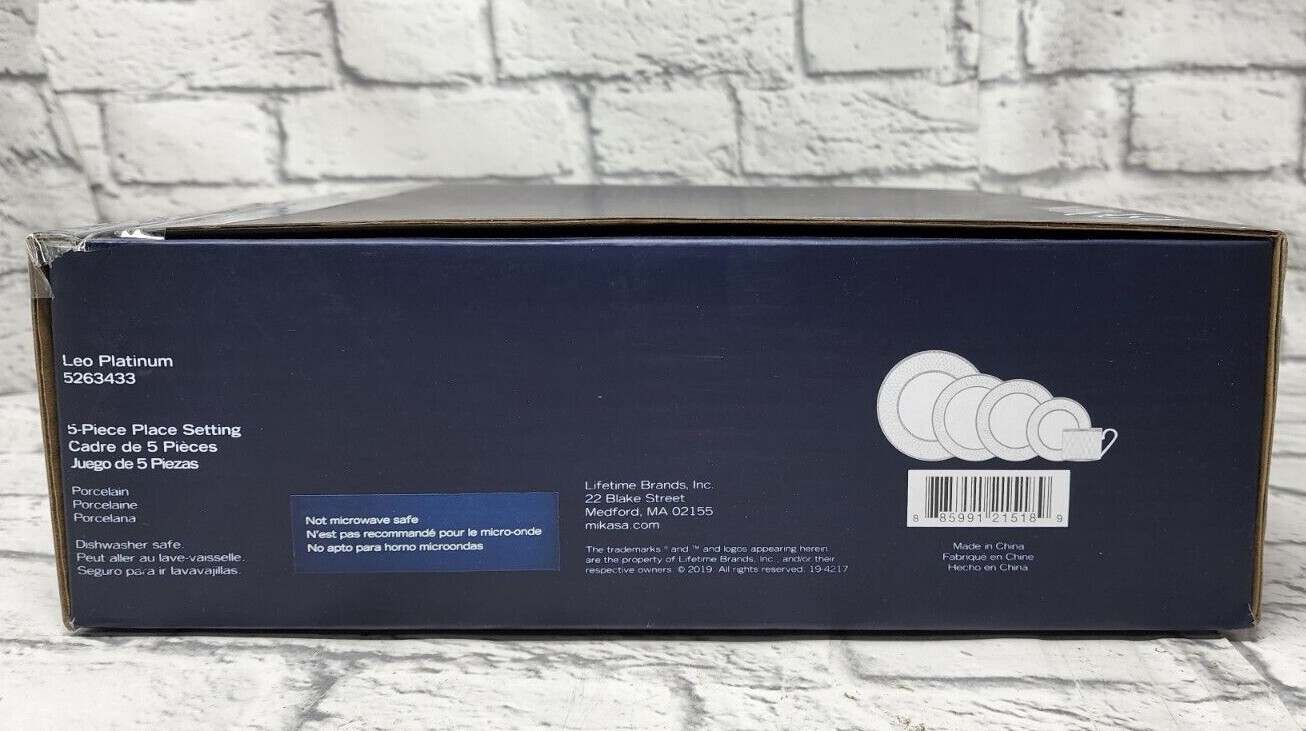 Leo Platinum
5263433
5-Piece Place Setting
Cadre de 5 Pièces
Juego de 5 Piezas
Porcelain
Porcelaine
Porcelana
Dishwasher safe.
Peut aller au lave-vaisselle.
Seguro para ir lavavajillas.
Not microwave safe
N'est pas recommandé pour le micro-onde
No apto para horno microondas
Lifetime Brands, Inc.
22 Blake Street
Medford, MA 02155
mikasa.com
The trademarks ® and ™ and logos appearing herein
are the property of Lifetime Brands, Inc., and/or their
respective owners. © 2019. All rights reserved. 19-4217
8 85991 21518 9
Made in China
Fabriqué en Chine
Hecho en China